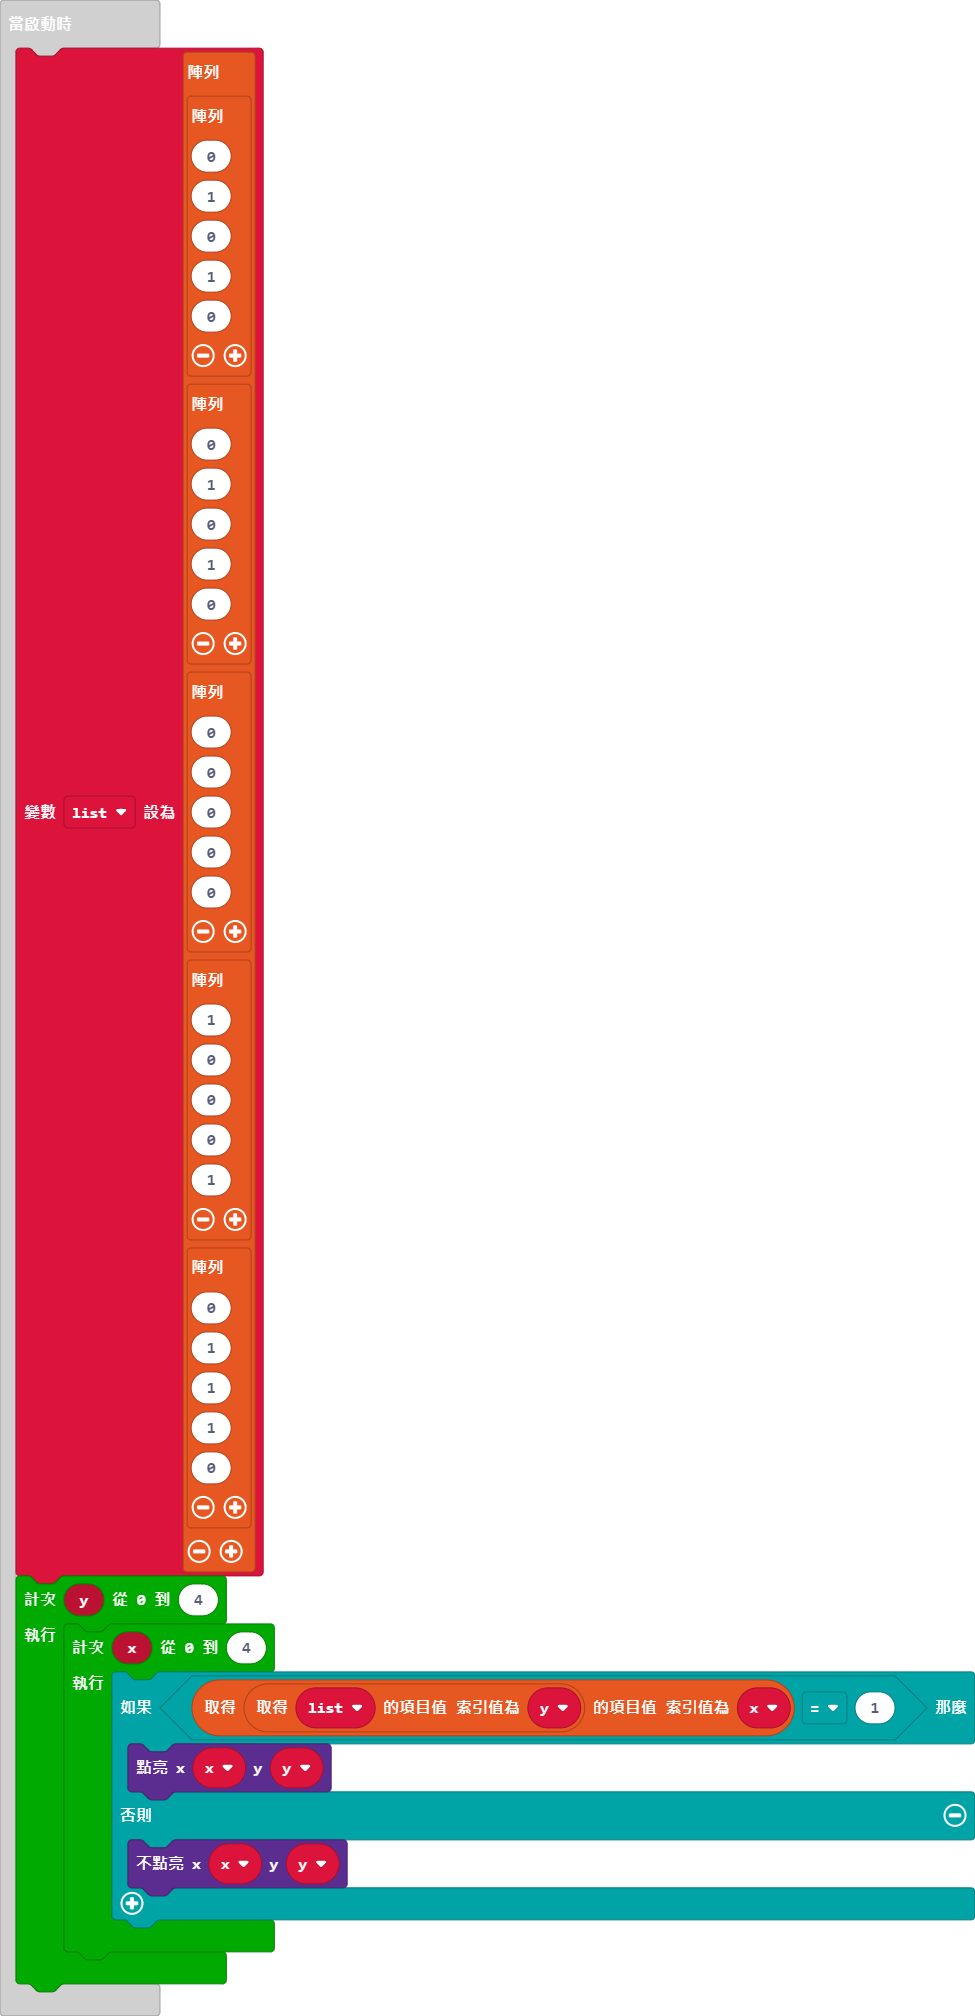 當啟動時
陣列
陣列
0
1
0
1
0
陣列
0
1
0
1
0
陣列
0
0
0
0
0
變數 list 設為
陣列
1
0
0
0
1
陣列
0
1
1
1
0
計次 y 從 0 到 4
執行
計次 x 從 0 到 4
執行
如果 取得 取得 list 的項目值 索引值為 y 的項目值 索引值為 x = 1 那麼
點亮 x x y y
否則
不點亮 x x y y